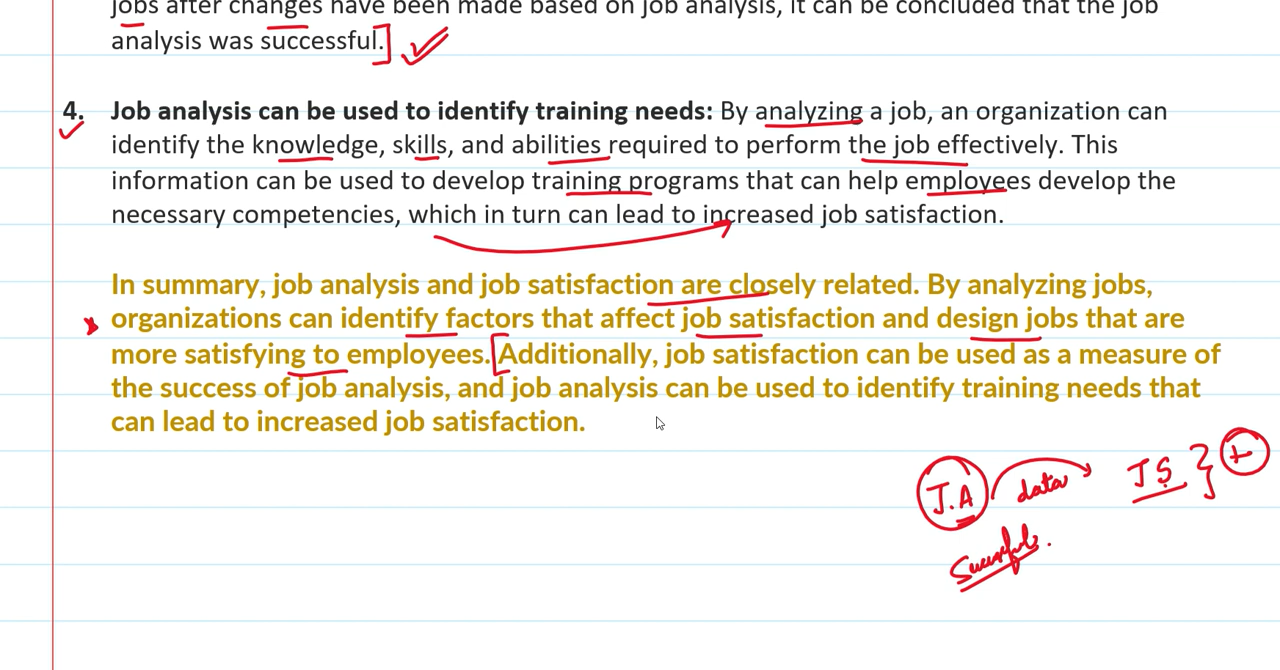 jobs after changes have been made based on job analysis, it can be concluded that the job
analysis was successful.]
4. Job analysis can be used to identify training needs: By analyzing a job, an organization can
identify the knowledge, skills, and abilities required to perform the job effectively. This
information can be used to develop training programs that can help employees develop the
necessary competencies, which in turn can lead to increased job satisfaction.
In summary, job analysis and job satisfaction are closely related. By analyzing jobs,
organizations can identify factors that affect job satisfaction and design jobs that are
more satisfying to employees. [Additionally, job satisfaction can be used as a measure of
the success of job analysis, and job analysis can be used to identify training needs that
can lead to increased job satisfaction.
J.A data JS } +